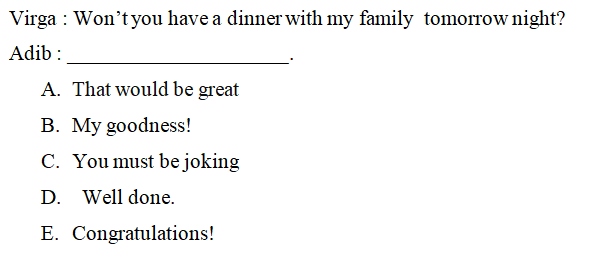 Virga : Won't you have a dinner with my family tomorrow night?
Adib : ____________________.
A. That would be great
B. My goodness!
C. You must be joking
D. Well done.
E. Congratulations!